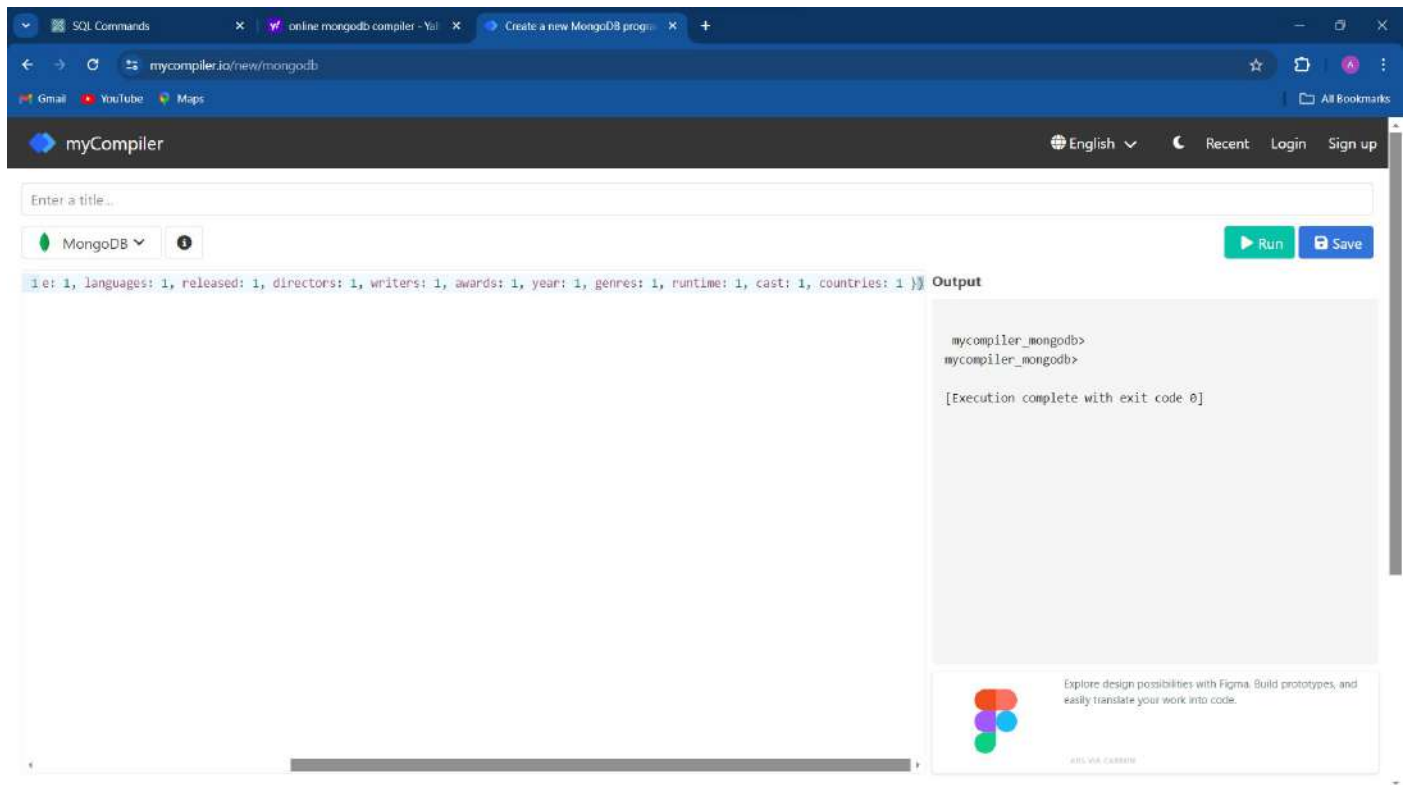 SQL Commands
online mongodb compiler - Yal
Create a new MongoDB progra
mycompiler.io/new/mongodb
Gmail
YouTube
Maps
All Bookmarks
myCompiler
English
Recent
Login
Sign up
Enter a title...
MongoDB
Run
Save
1 e: 1, languages: 1, released: 1, directors: 1, writers: 1, awards: 1, year: 1, genres: 1, runtime: 1, cast: 1, countries: 1 })
Output
mycompiler_mongodb>
mycompiler_mongodb>
[Execution complete with exit code 0]
Explore design possibilities with Figma. Build prototypes, and
easily translate your work into code.
ADS VIA CARBON